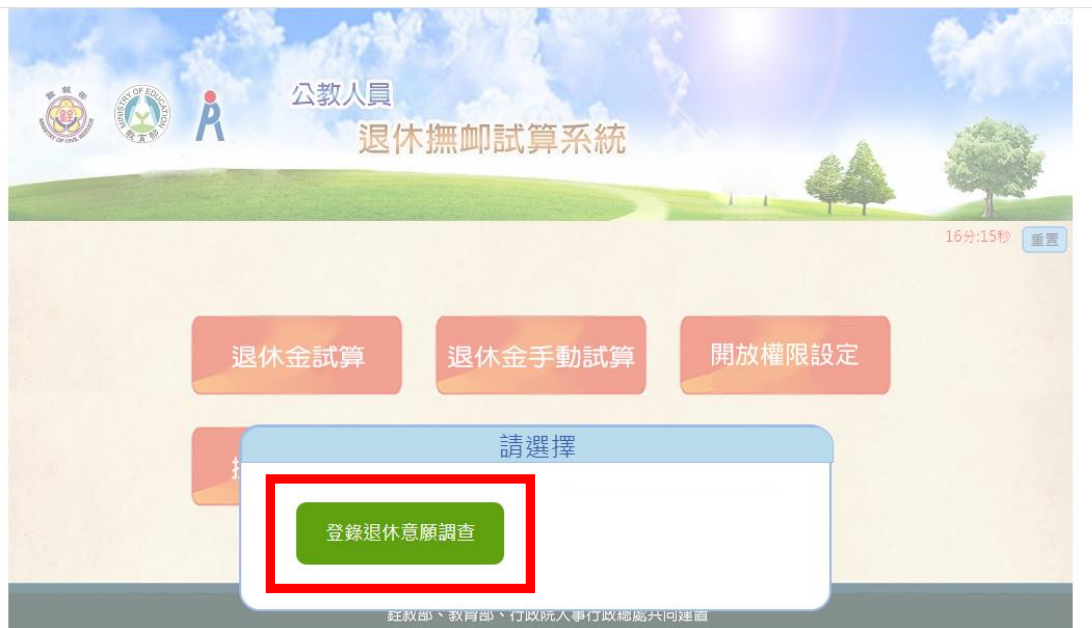 公教人員
退休撫卹試算系統
16分:15秒 重置
退休金試算 退休金手動試算 開放權限設定
請選擇
登錄退休意願調查
銓敘部、教育部、行政院人事行政總處共同建置